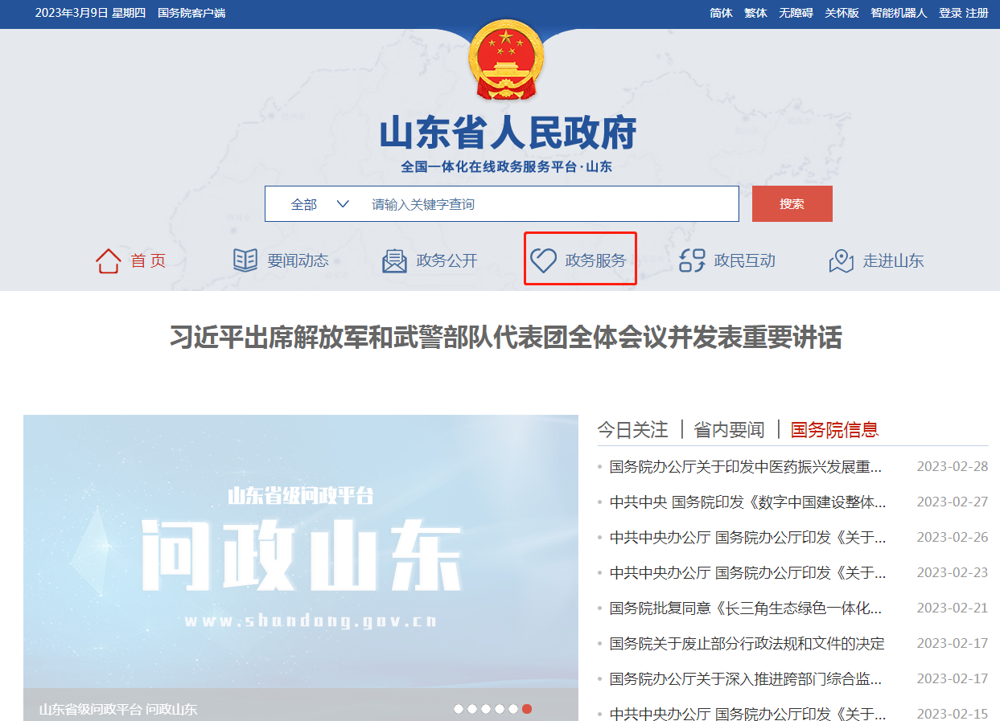 2023年3月9日 星期四 国务院客户端 简体 繁体 无障碍 关怀版 智能机器人 登录 注册
山东省人民政府
全国一体化在线政务服务平台·山东
全部 请输入关键字查询 搜索
首页 要闻动态 政务公开 政务服务 政民互动 走进山东
习近平出席解放军和武警部队代表团全体会议并发表重要讲话
山东省级问政平台
问政山东
www.shandong.gov.cn
山东省级问政平台 问政山东
今日关注 | 省内要闻 | 国务院信息
国务院办公厅关于印发中医药振兴发展重... 2023-02-28
中共中央 国务院印发《数字中国建设整体... 2023-02-27
中共中央办公厅 国务院办公厅印发《关于... 2023-02-26
中共中央办公厅 国务院办公厅印发《关于... 2023-02-23
国务院批复同意《长三角生态绿色一体化... 2023-02-21
国务院关于废止部分行政法规和文件的决定 2023-02-17
国务院办公厅关于深入推进跨部门综合监... 2023-02-17
中共中央办公厅 国务院办公厅印发《关于... 2023-02-15